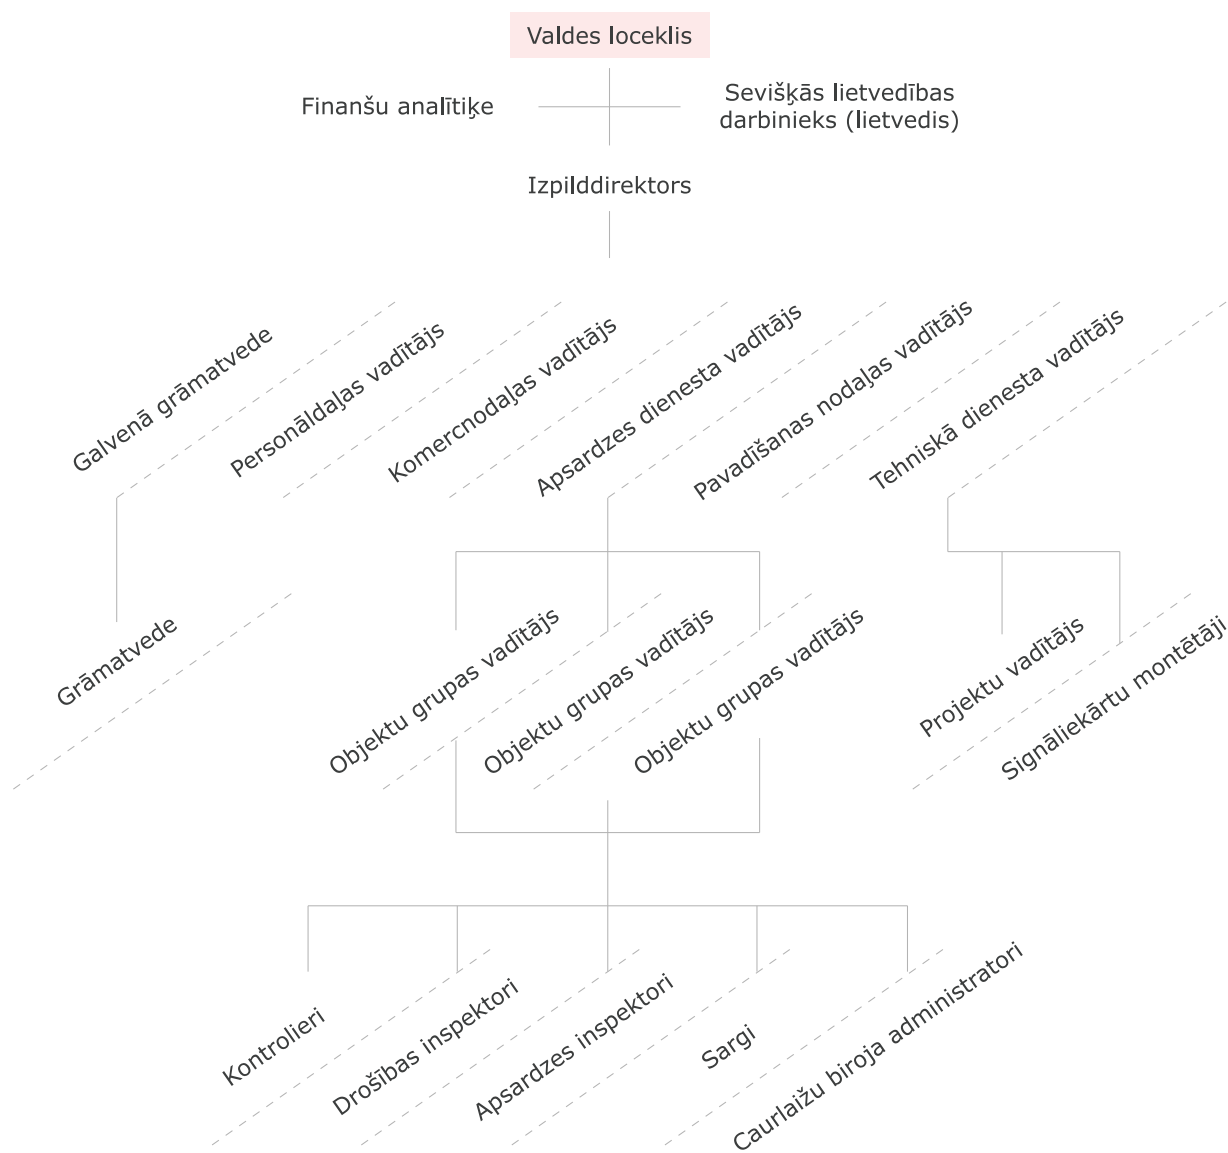 Valdes loceklis
Finanšu analītiķe
Sevišķās lietvedības
darbinieks (lietvedis)
Izpilddirektors
Galvenā grāmatvede
Personāldaļas vadītājs
Komercnodaļas vadītājs
Apsardzes dienesta vadītājs
Pavadīšanas nodaļas vadītājs
Tehniskā dienesta vadītājs
Grāmatvede
Objektu grupas vadītājs
Objektu grupas vadītājs
Objektu grupas vadītājs
Projektu vadītājs
Signāliekārtu montētāji
Kontrolieri
Drošības inspektori
Apsardzes inspektori
Sargi
Caurlaižu biroja administratori